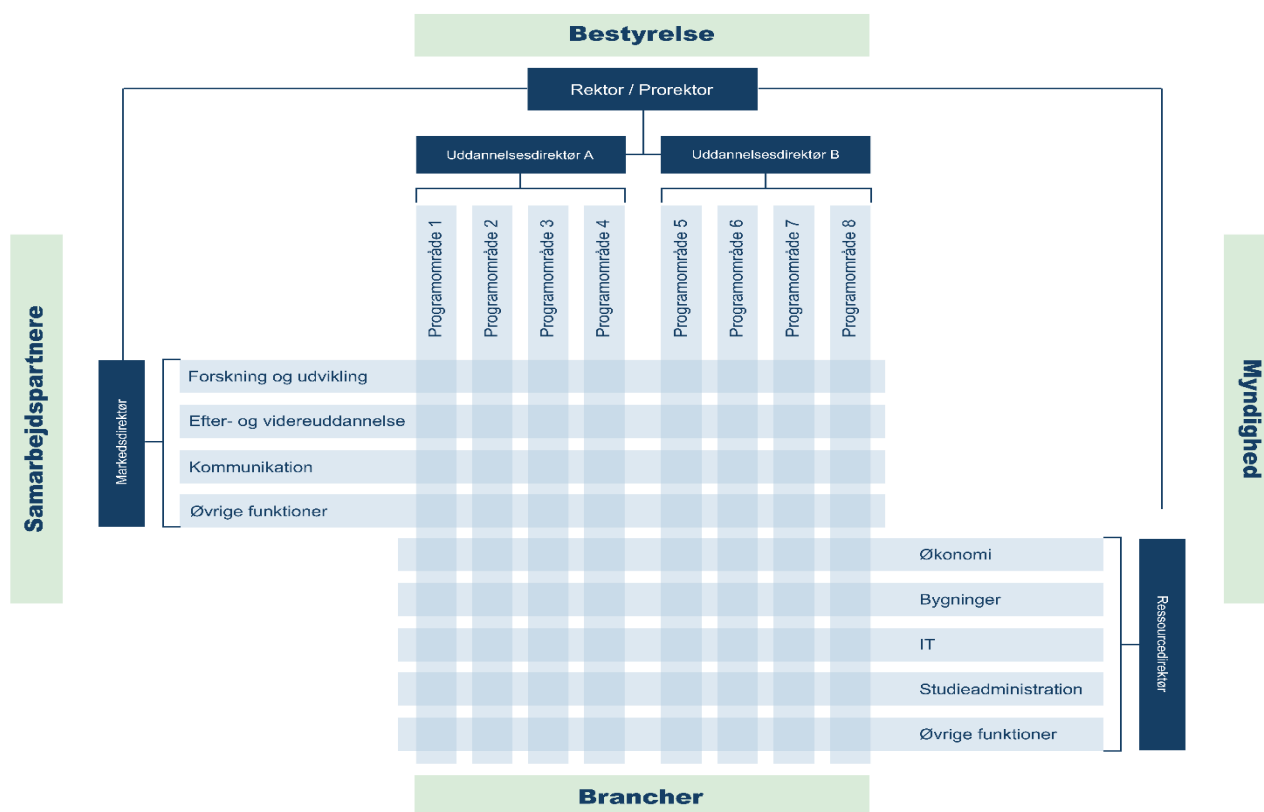 Bestyrelse
Rektor / Prorektor
Uddannelsesdirektør A
Uddannelsesdirektør B
Programområde 1
Programområde 2
Programområde 3
Programområde 4
Programområde 5
Programområde 6
Programområde 7
Programområde 8
Samarbejdspartnere
Markedsdirektør
Forskning og udvikling
Efter- og videreuddannelse
Kommunikation
Øvrige funktioner
Økonomi
Bygninger
IT
Studieadministration
Øvrige funktioner
Ressourcedirektør
Myndighed
Brancher